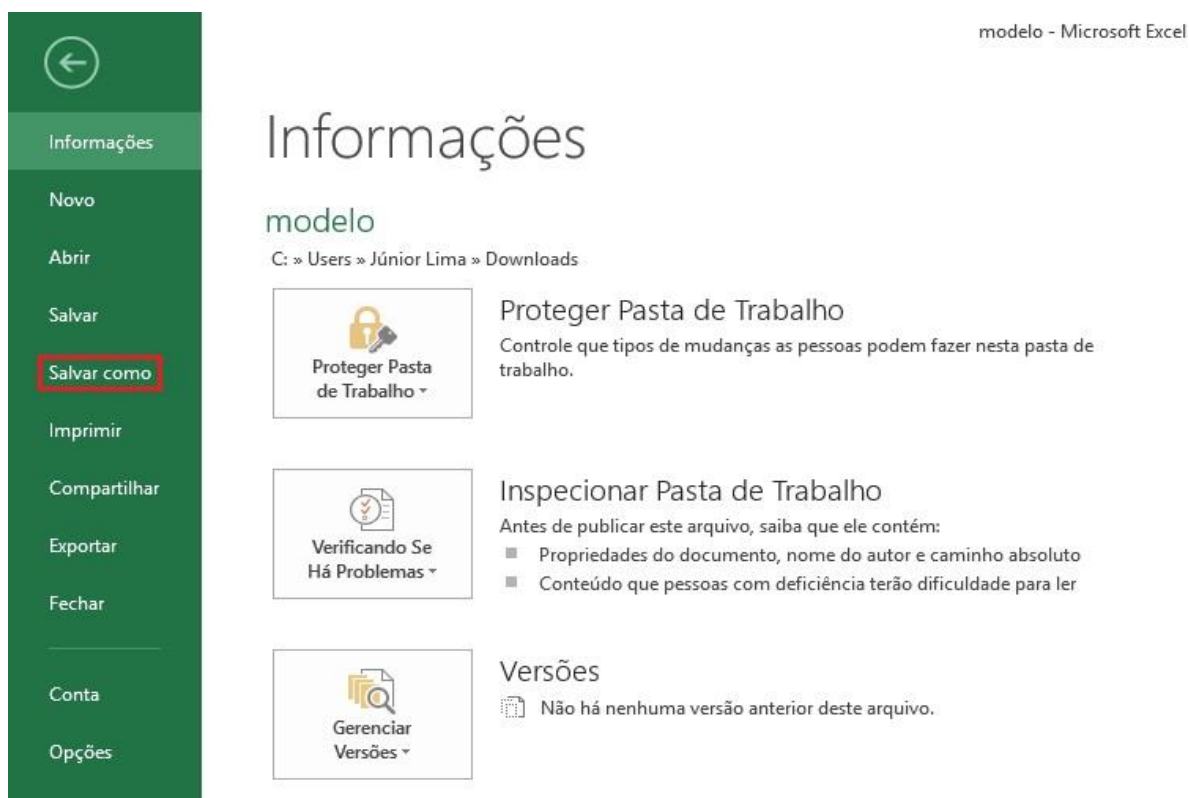 modelo - Microsoft Excel
Informações
Novo
Abrir
Salvar
Salvar como
Imprimir
Compartilhar
Exportar
Fechar
Conta
Opções
Informações
modelo
C: » Users » Júnior Lima » Downloads
Proteger Pasta
de Trabalho
Proteger Pasta de Trabalho
Controle que tipos de mudanças as pessoas podem fazer nesta pasta de
trabalho.
Verificando Se
Há Problemas
Inspecionar Pasta de Trabalho
Antes de publicar este arquivo, saiba que ele contém:
Propriedades do documento, nome do autor e caminho absoluto
Conteúdo que pessoas com deficiência terão dificuldade para ler
Gerenciar
Versões
Versões
Não há nenhuma versão anterior deste arquivo.